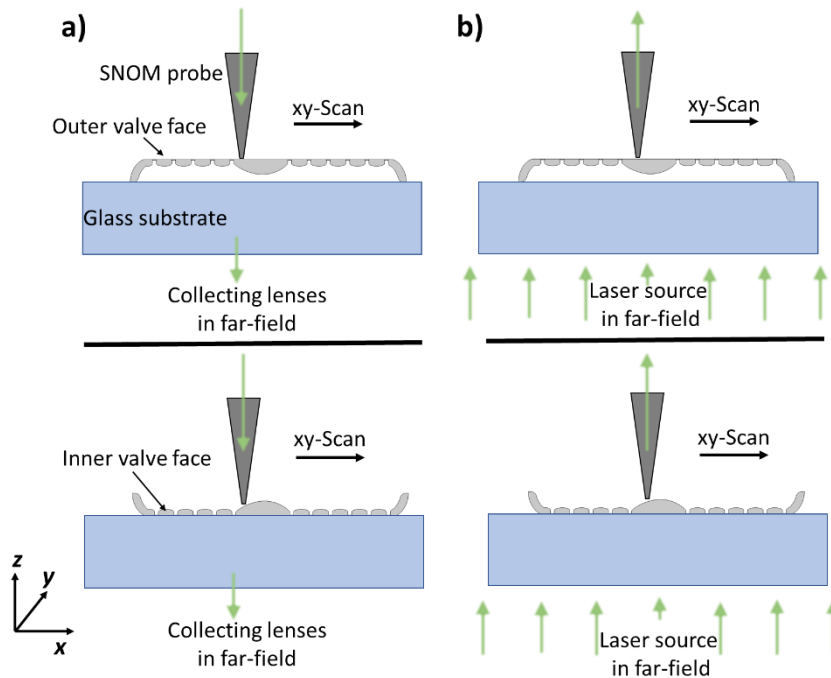 a)
SNOM probe
xy-Scan
Outer valve face
Glass substrate
Collecting lenses
in far-field
Inner valve face
xy-Scan
Collecting lenses
in far-field
z
y
x
b)
xy-Scan
Laser source
in far-field
xy-Scan
Laser source
in far-field